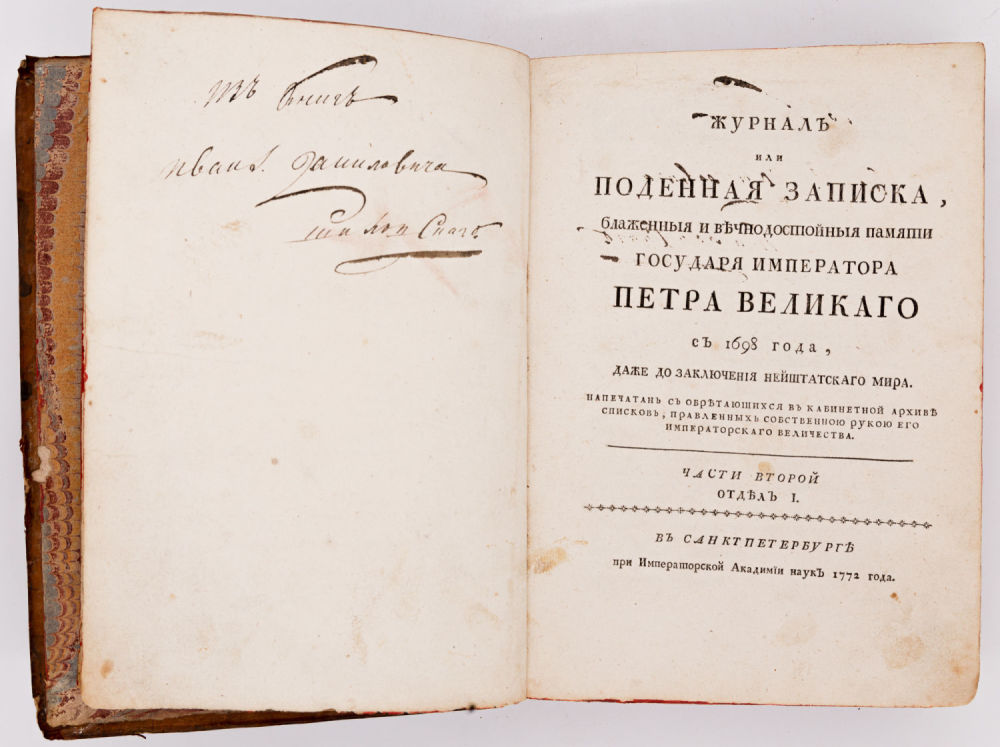 изъ книгъ
Ивана Даниловича
ЖУРНАЛЪ
или
ПОДЕННАЯ ЗАПИСКА,
блаженныя и вѣчнодостойныя памяти
ГОСУДАРЯ ИМПЕРАТОРА
ПЕТРА ВЕЛИКАГО
съ 1698 года,
ДАЖЕ ДО ЗАКЛЮЧЕНІЯ НЕЙШТАТСКАГО МИРА.
НАПЕЧАТАНЪ СЪ ОБРѢТАЮЩИХСЯ ВЪ КАБИНЕТНОЙ АРХИВѢ
СПИСКОВЪ, ПРАВЛЕННЫХЪ СОБСТВЕННОЮ РУКОЮ ЕГО
ИМПЕРАТОРСКАГО ВЕЛИЧЕСТВА.
ЧАСТИ ВТОРОЙ
ОТДѢЛЪ I.
ВЪ САНКТПЕТЕРБУРГѢ
при Императорской Академіи наукъ 1772 года.